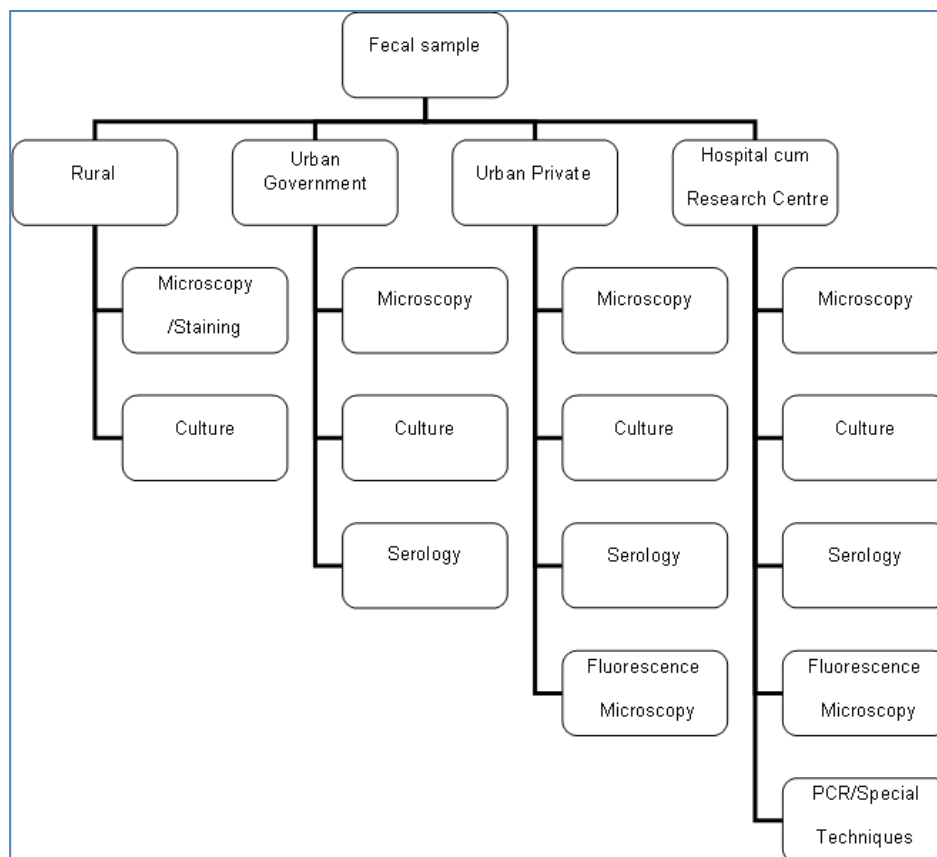 Fecal sample
Rural
Urban
Government
Urban Private
Hospital cum
Research Centre
Microscopy
/Staining
Culture
Microscopy
Culture
Serology
Microscopy
Culture
Serology
Fluorescence
Microscopy
Microscopy
Culture
Serology
Fluorescence
Microscopy
PCR/Special
Techniques